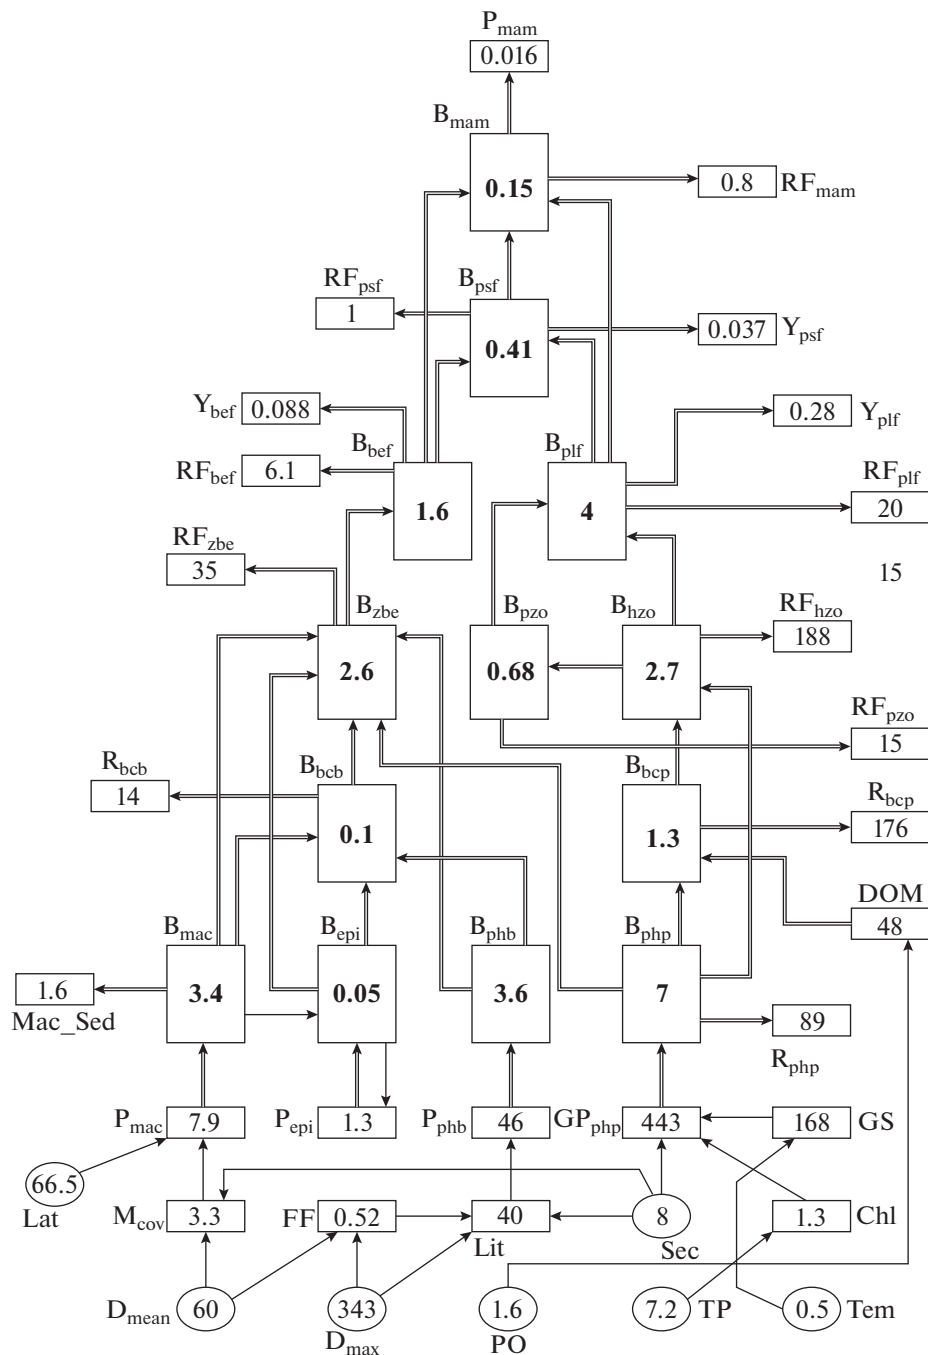 P_mam
0.016
B_mam
0.15
0.8 RF_mam
RF_psf
1
B_psf
0.41
0.037 Y_psf
Y_bef 0.088
0.28 Y_plf
B_bef
B_plf
RF_bef 6.1
RF_plf
1.6
4
20
RF_zbe
35
15
B_zbe
B_pzo
B_hzo
RF_hzo
188
2.6
0.68
2.7
RF_pzo
15
R_bcb
14
B_bcb
B_bcp
R_bcp
0.1
1.3
176
DOM
48
B_mac
B_epi
B_phb
B_php
1.6
3.4
0.05
3.6
7
Mac_Sed
89
R_php
P_mac 7.9
P_epi 1.3
P_phb 46
GP_php 443
168 GS
66.5
Lat
M_cov 3.3
FF 0.52
40
Lit
8
Sec
1.3 Chl
D_mean 60
343
D_max
1.6
PO
7.2 TP
0.5 Tem